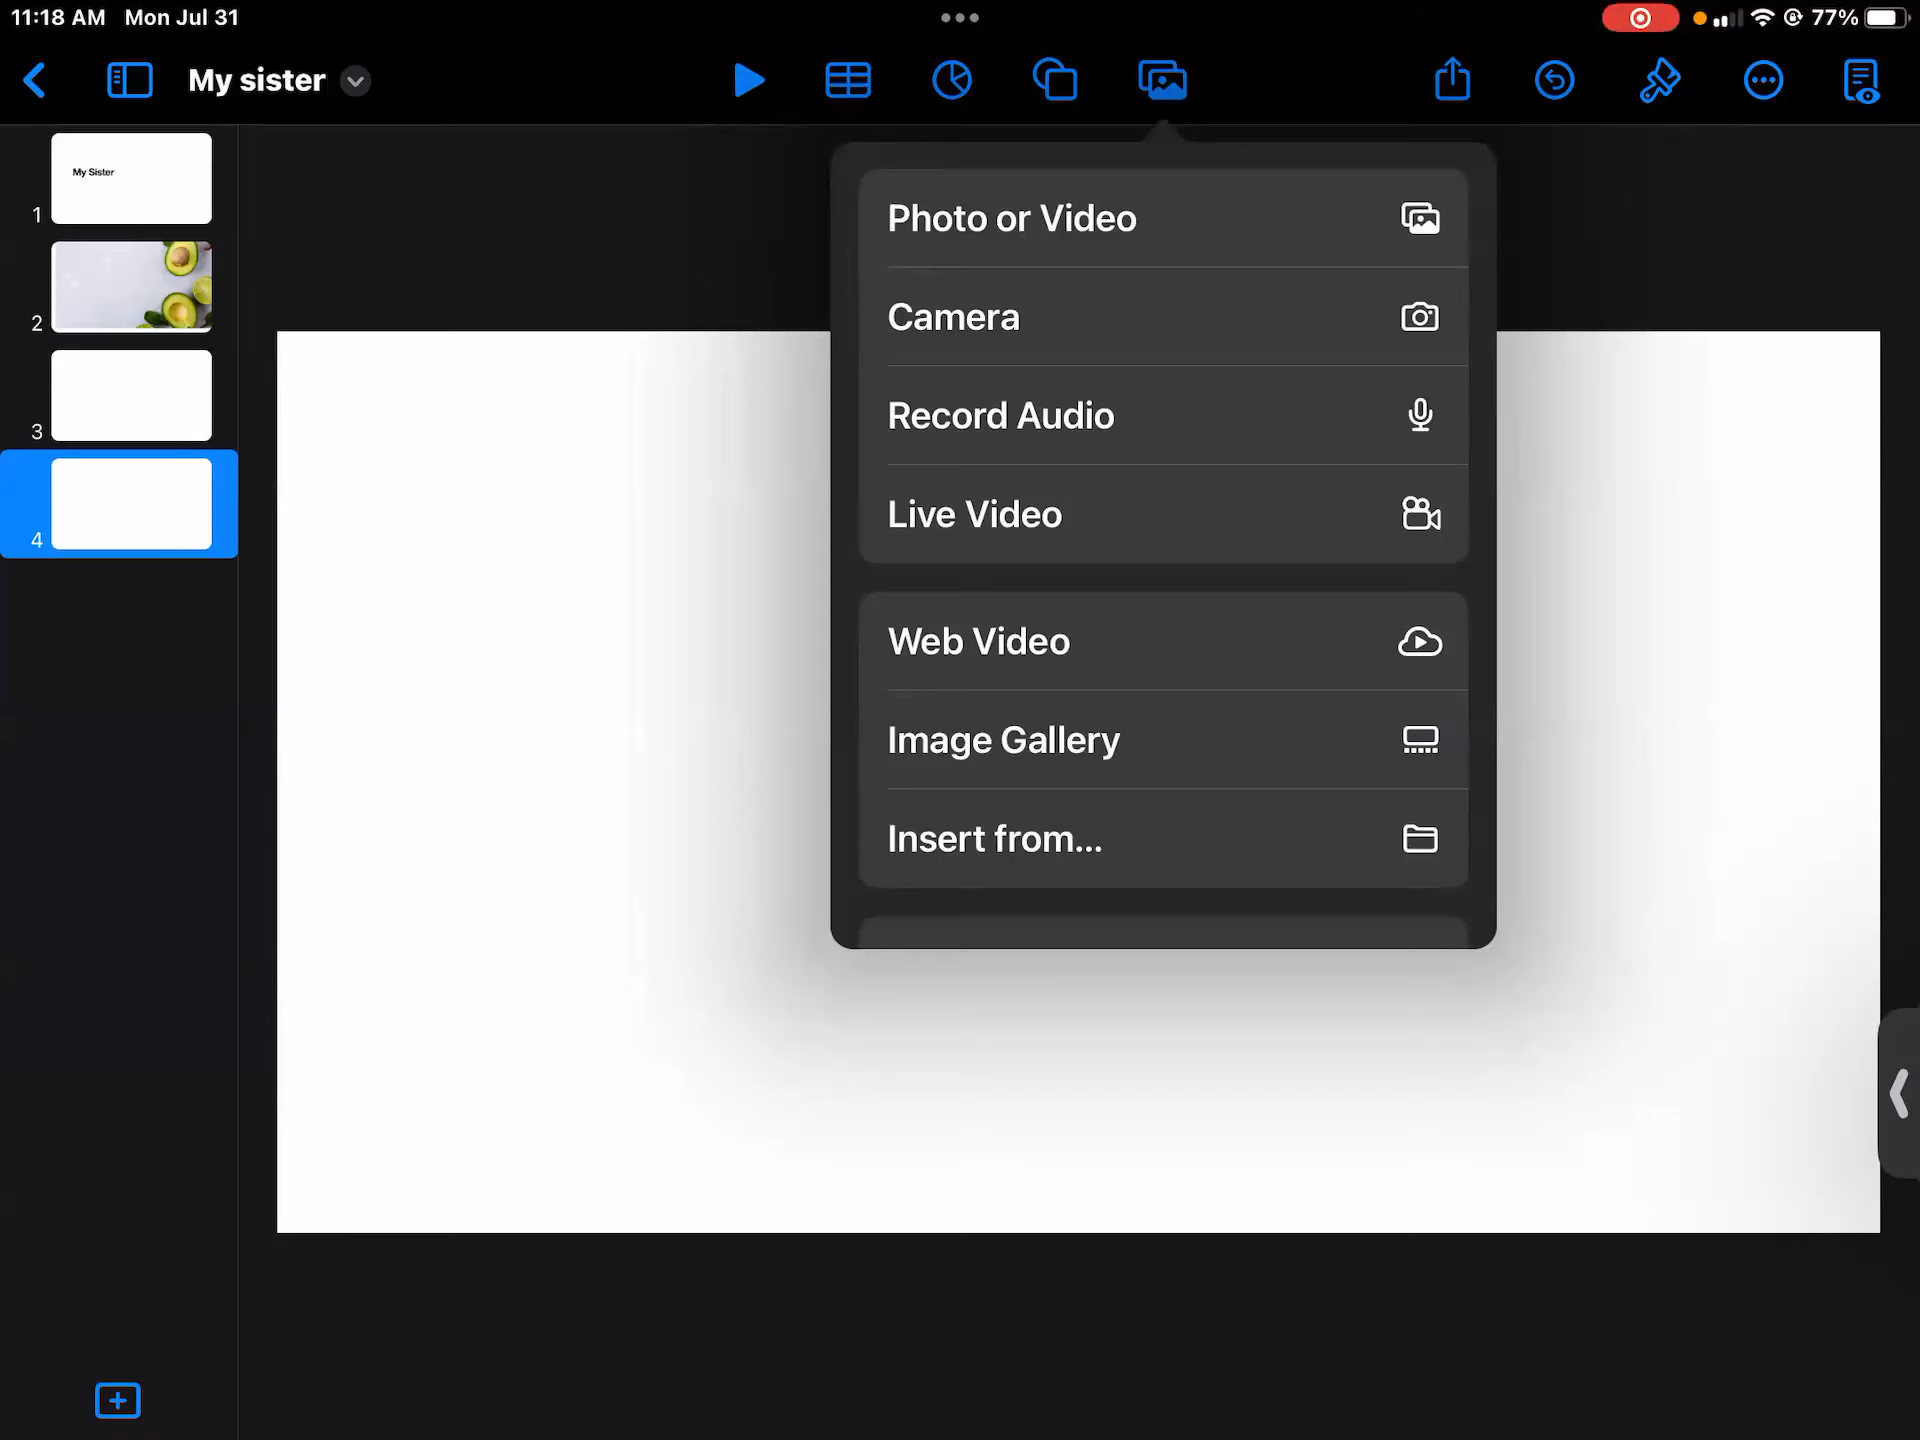 11:18 AM Mon Jul 31
77%
My sister
1
My Sister
2
3
4
Photo or Video
Camera
Record Audio
Live Video
Web Video
Image Gallery
Insert from...